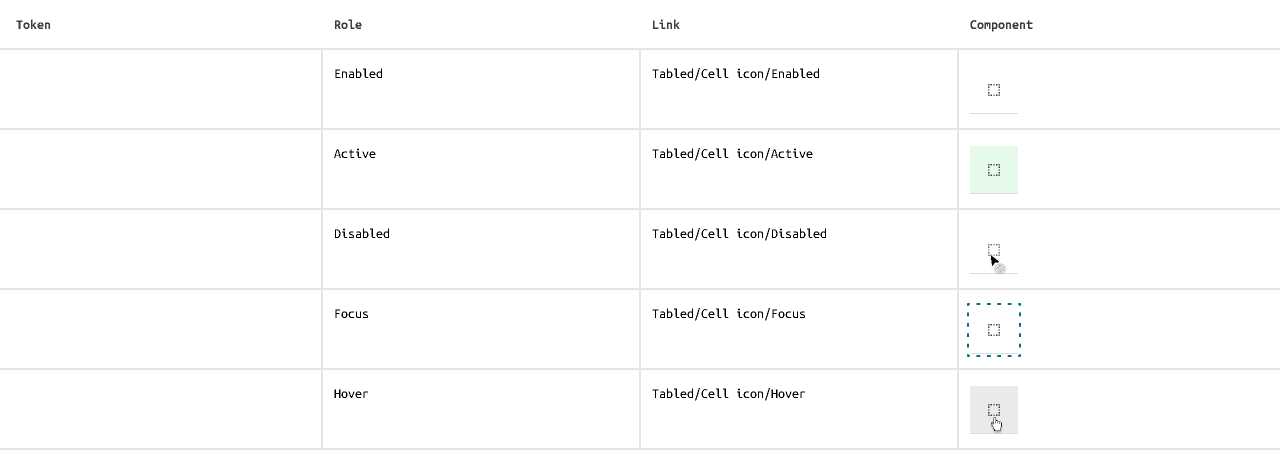 Token Role Link Component
Enabled Tabled/Cell icon/Enabled
Active Tabled/Cell icon/Active
Disabled Tabled/Cell icon/Disabled
Focus Tabled/Cell icon/Focus
Hover Tabled/Cell icon/Hover